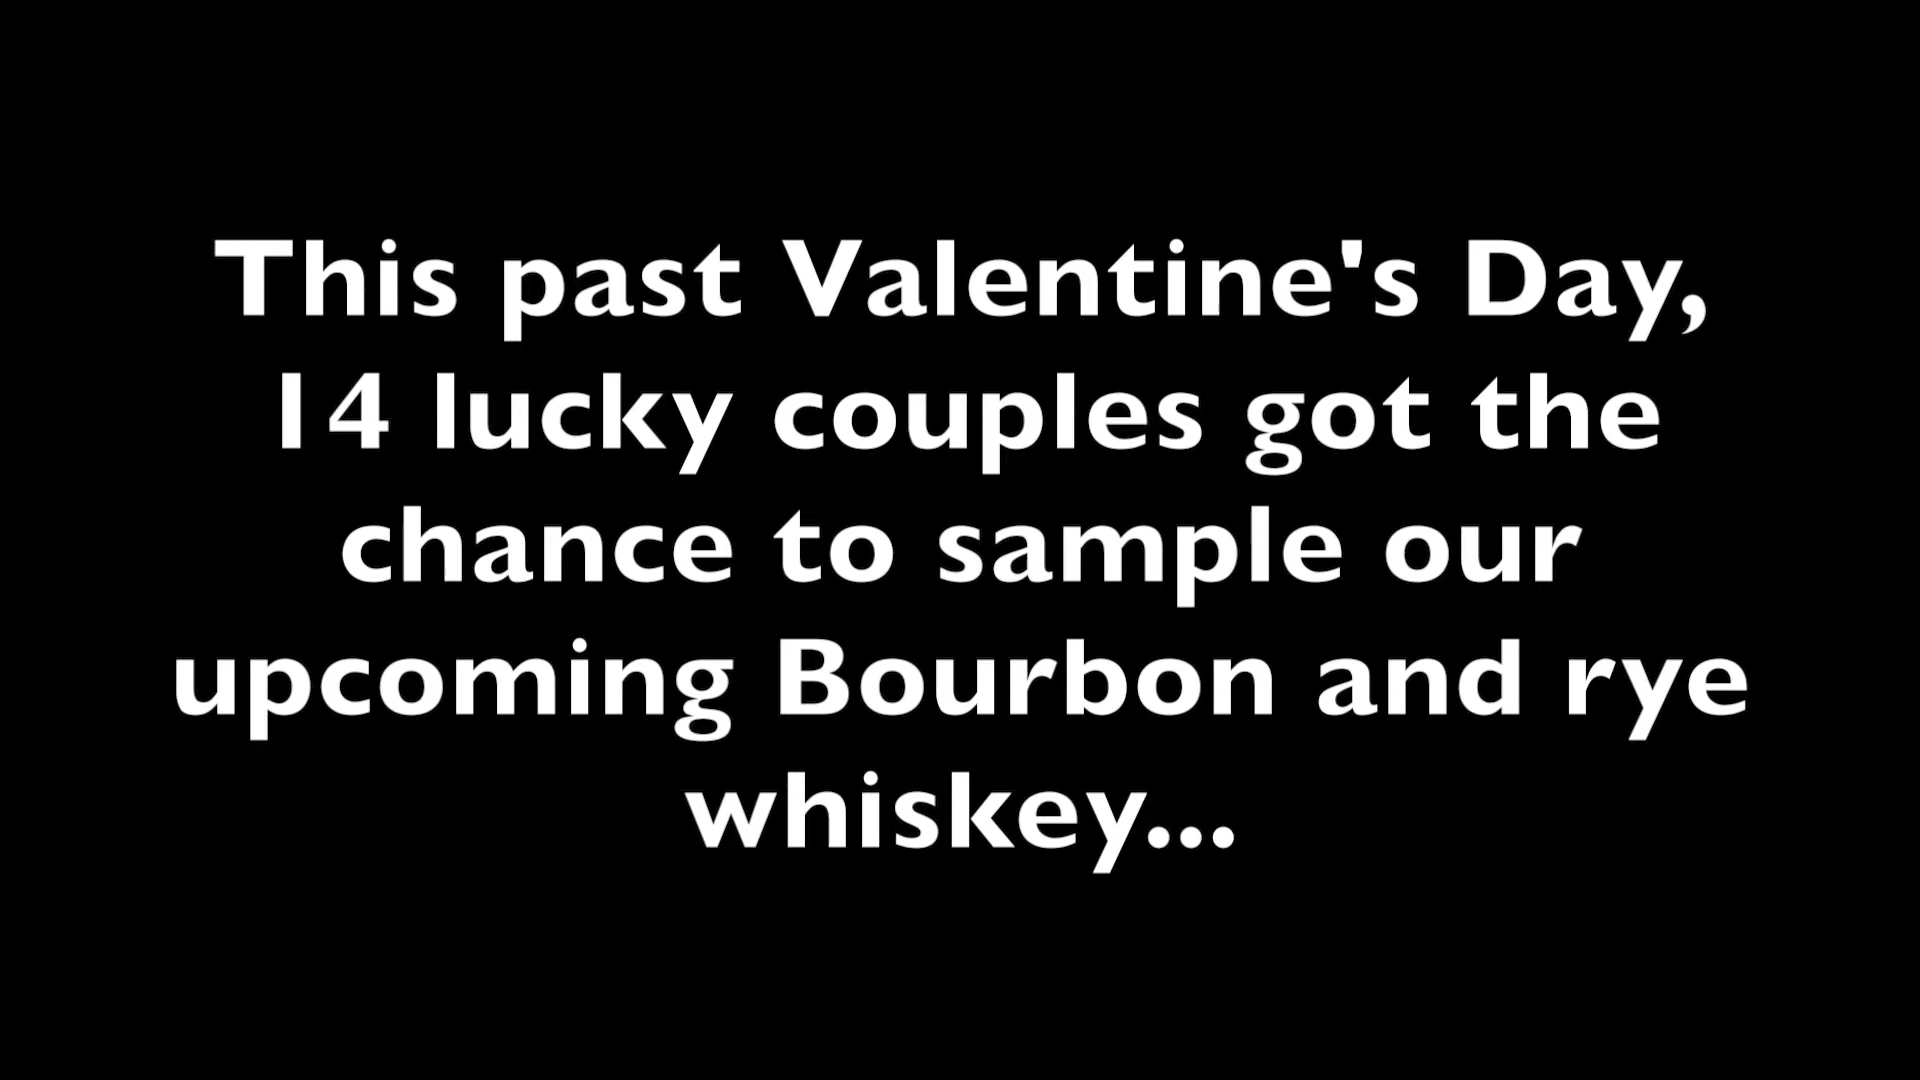 This past Valentine's Day,
14 lucky couples got the
chance to sample our
upcoming Bourbon and rye
whiskey...